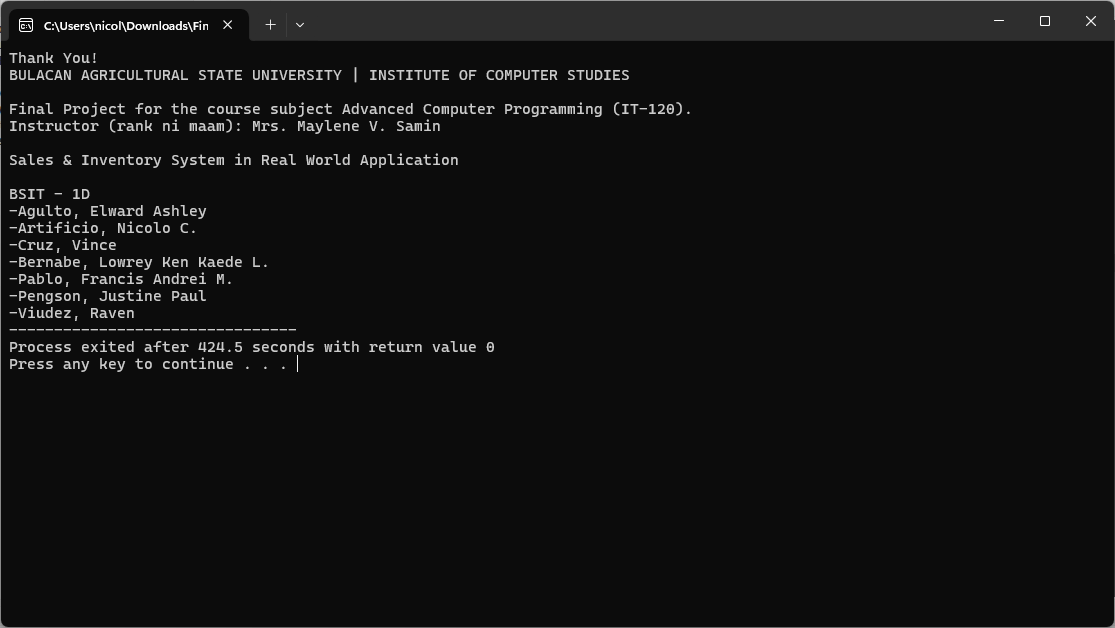 C:\Users\nicol\Downloads\Fin
Thank You!
BULACAN AGRICULTURAL STATE UNIVERSITY | INSTITUTE OF COMPUTER STUDIES
Final Project for the course subject Advanced Computer Programming (IT-120).
Instructor (rank ni maam): Mrs. Maylene V. Samin
Sales & Inventory System in Real World Application
BSIT - 1D
-Agulto, Elward Ashley
-Artificio, Nicolo C.
-Cruz, Vince
-Bernabe, Lowrey Ken Kaede L.
-Pablo, Francis Andrei M.
-Pengson, Justine Paul
-Viudez, Raven
--------------------------------
Process exited after 424.5 seconds with return value 0
Press any key to continue . . .